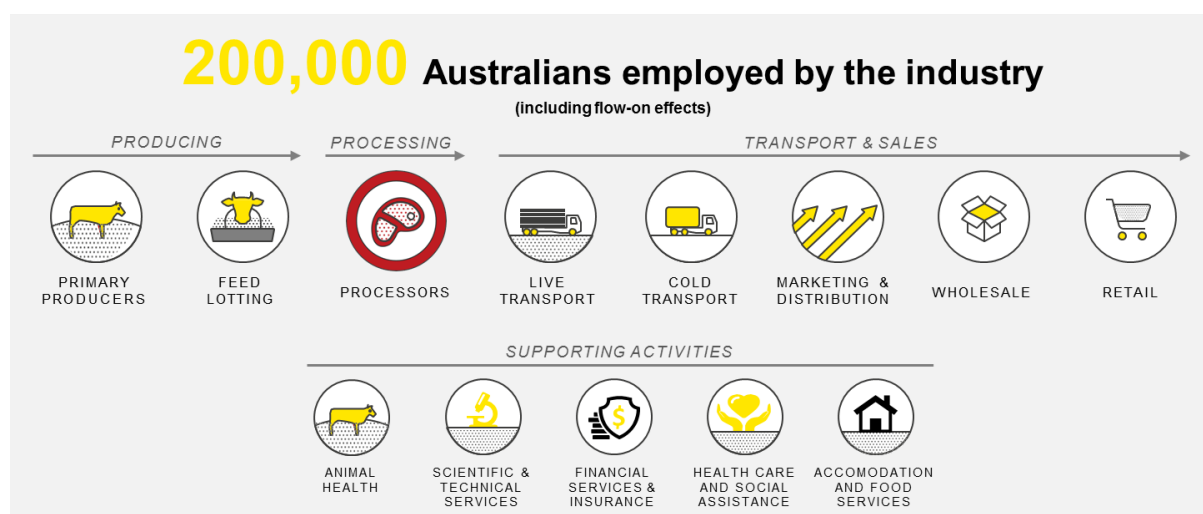 200,000 Australians employed by the industry
(including flow-on effects)
PRODUCING
PROCESSING
TRANSPORT & SALES
PRIMARY
PRODUCERS
FEED
LOTTING
PROCESSORS
LIVE
TRANSPORT
COLD
TRANSPORT
MARKETING &
DISTRIBUTION
WHOLESALE
RETAIL
SUPPORTING ACTIVITIES
ANIMAL
HEALTH
SCIENTIFIC &
TECHNICAL
SERVICES
$
FINANCIAL
SERVICES &
INSURANCE
HEALTH CARE
AND SOCIAL
ASSISTANCE
ACCOMODATION
AND FOOD
SERVICES